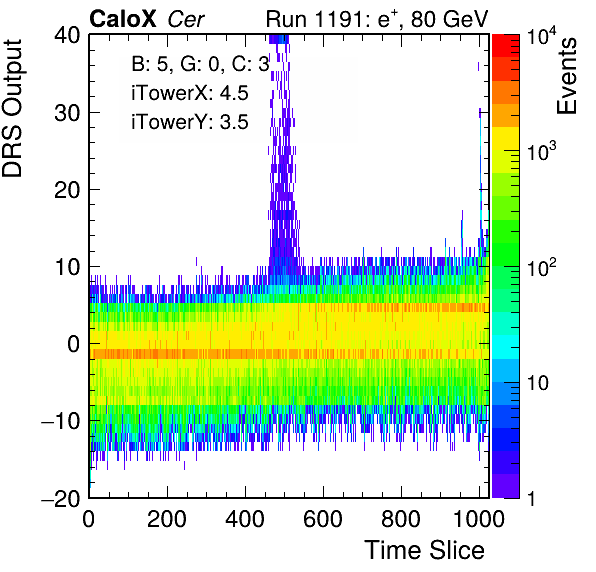 CaloX Cer Run 1191: e+, 80 GeV
DRS Output
Events
B: 5, G: 0, C: 3
iTowerX: 4.5
iTowerY: 3.5
40
30
20
10
0
−10
−20
0 200 400 600 800 1000
Time Slice
10^4
10^3
10^2
10
1